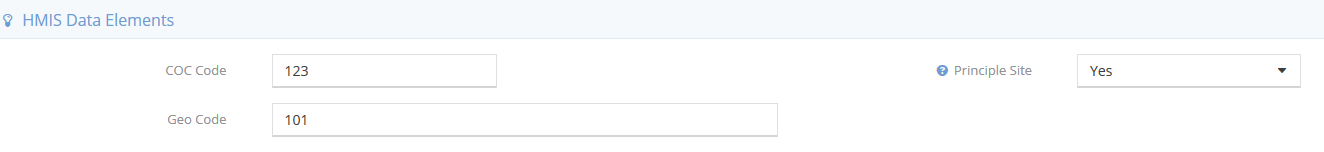 HMIS Data Elements
COC Code 123 Principle Site Yes
Geo Code 101